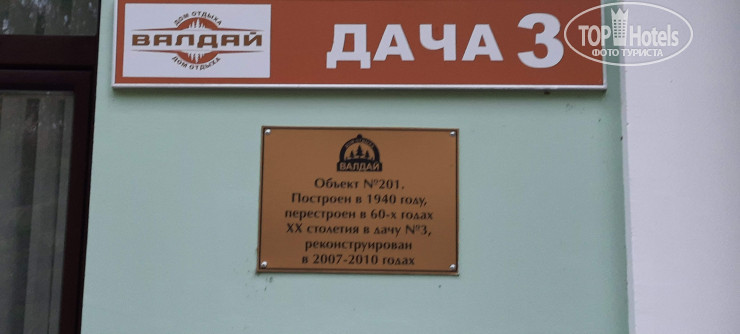 ДОМ ОТДЫХА
ВАЛДАЙ
ДОМ ОТДЫХА
ДАЧА 3
TOP Hotels
ФОТО ТУРИСТА
ВАЛДАЙ
Объект №201.
Построен в 1940 году,
перестроен в 60-х годах
XX столетия в дачу №3,
реконструирован
в 2007-2010 годах